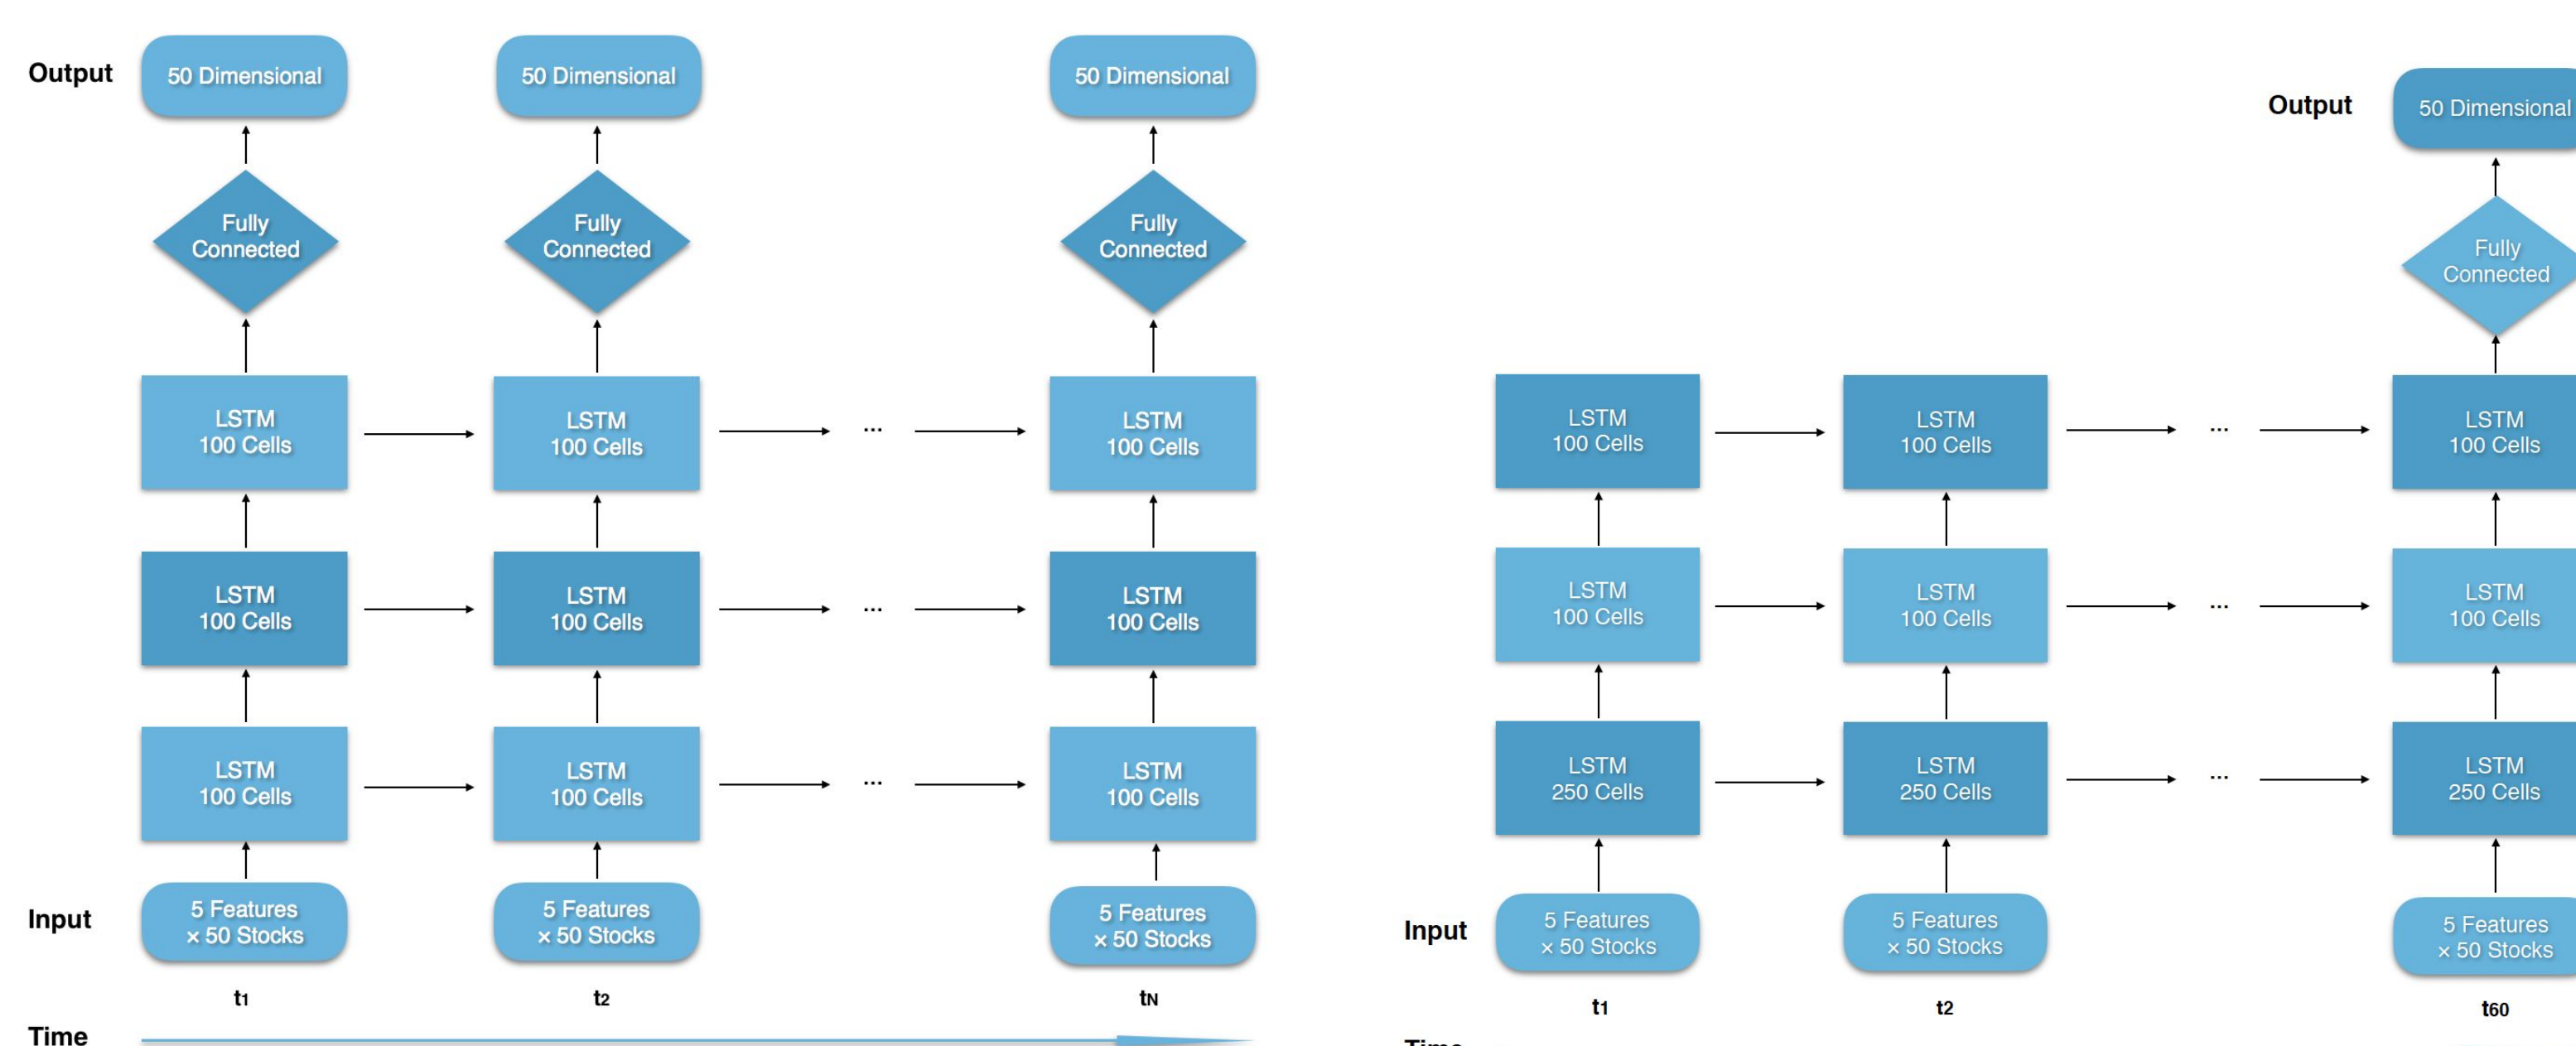 Output
50 Dimensional
50 Dimensional
50 Dimensional
Fully
Connected
Fully
Connected
Fully
Connected
LSTM
100 Cells
LSTM
100 Cells
...
LSTM
100 Cells
LSTM
100 Cells
LSTM
100 Cells
...
LSTM
100 Cells
LSTM
100 Cells
LSTM
100 Cells
...
LSTM
100 Cells
Input
5 Features
× 50 Stocks
5 Features
× 50 Stocks
5 Features
× 50 Stocks
t1
t2
tN
Time
Output
50 Dimensional
Fully
Connected
LSTM
100 Cells
LSTM
100 Cells
...
LSTM
100 Cells
LSTM
100 Cells
LSTM
100 Cells
...
LSTM
100 Cells
LSTM
250 Cells
LSTM
250 Cells
...
LSTM
250 Cells
Input
5 Features
× 50 Stocks
5 Features
× 50 Stocks
5 Features
× 50 Stocks
t1
t2
t60